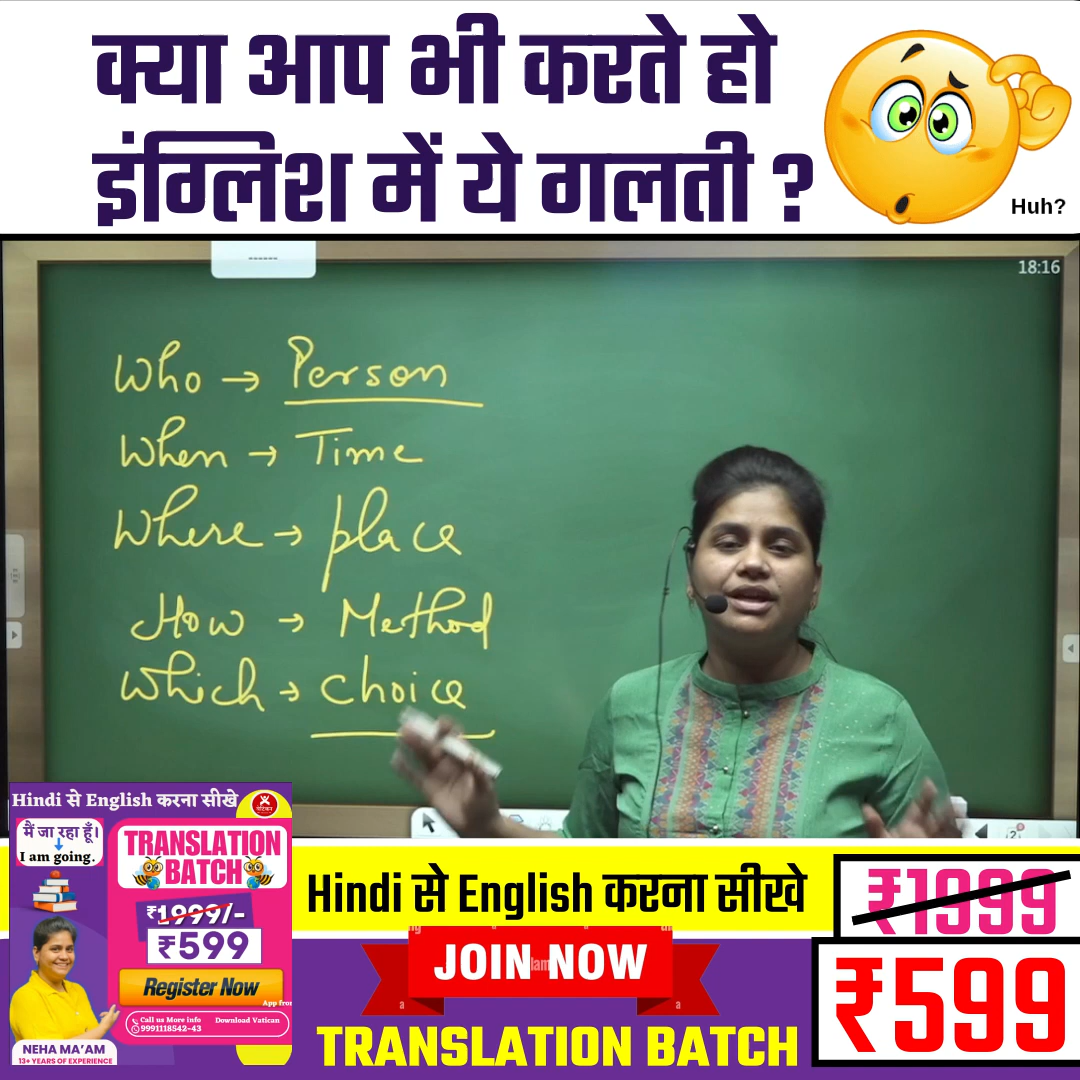 क्या आप भी करते हो
इंग्लिश में ये गलती ?
Huh?
18:16
Who → Person
When → Time
Where → place
How → Method
Which → choice
Hindi से English करना सीखे
मैं जा रहा हूँ।
↓
I am going.
TRANSLATION
BATCH
₹1999/-
₹599
Register Now
App from
Call us More info
9991118542-43
Download Vatican
NEHA MA'AM
13+ YEARS OF EXPERIENCE
Hindi से English करना सीखे
₹1999
JOIN NOW
₹599
TRANSLATION BATCH